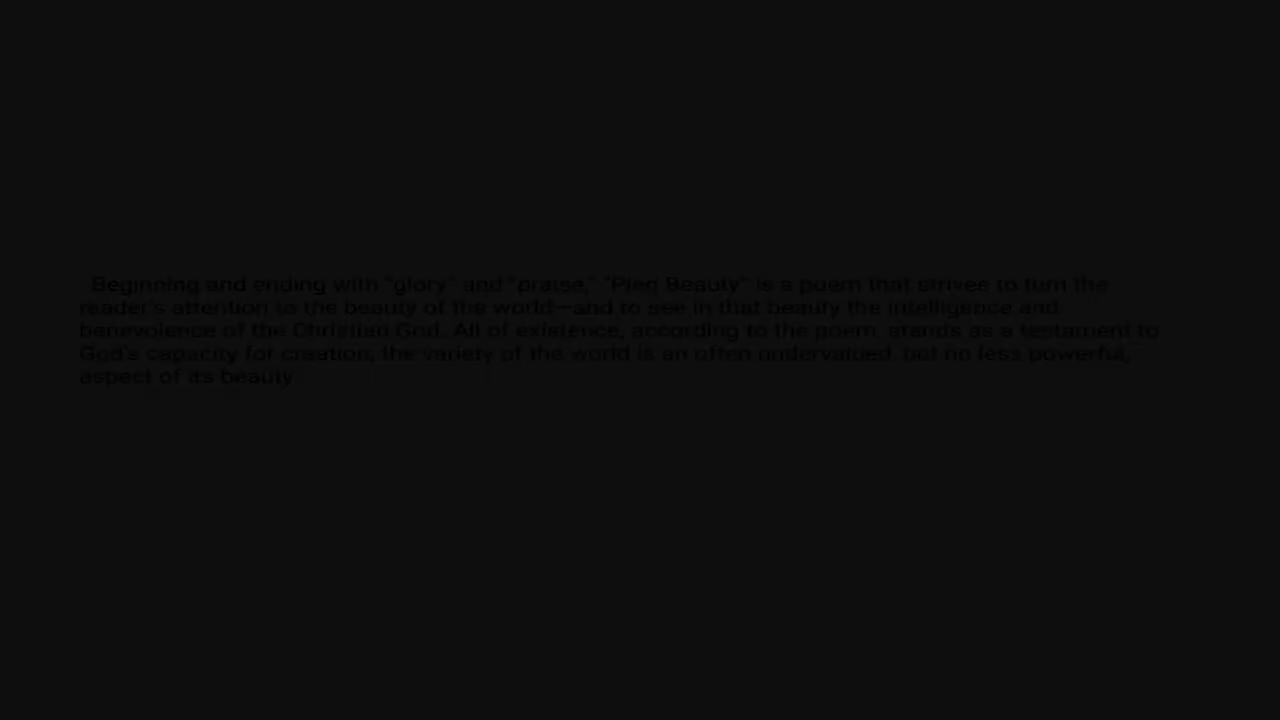 Beginning and ending with "glory" and "praise," "Pied Beauty" is a poem that strives to turn the
reader's attention to the beauty of the world—and to see in that beauty the intelligence and
benevolence of the Christian God. All of existence, according to the poem, stands as a testament to
God's capacity for creation; the variety of the world is an often undervalued, but no less powerful,
aspect of its beauty